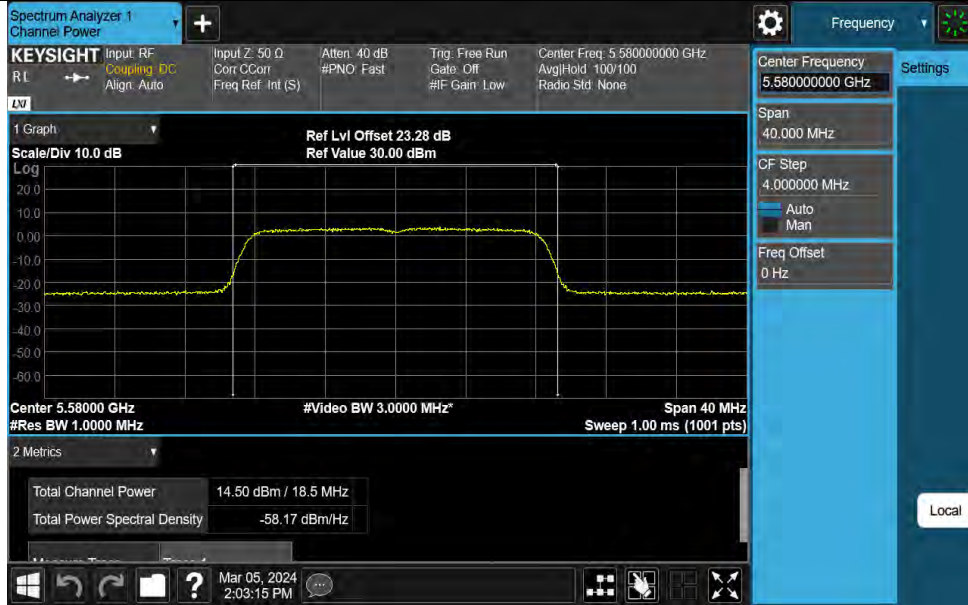 Spectrum Analyzer 1
Channel Power
Frequency
KEYSIGHT
Input: RF
Coupling: DC
Align: Auto
Input Z: 50 Ω
Corr CCorr
Freq Ref: Int (S)
Atten: 40 dB
#PNO: Fast
Trig: Free Run
Gate: Off
#IF Gain: Low
Center Freq: 5.580000000 GHz
Avg|Hold: 100/100
Radio Std: None
LXI
1 Graph
Scale/Div 10.0 dB
Ref Lvl Offset 23.28 dB
Ref Value 30.00 dBm
Log
20.0
10.0
0.00
-10.0
-20.0
-30.0
-40.0
-50.0
-60.0
Center 5.58000 GHz
#Res BW 1.0000 MHz
#Video BW 3.0000 MHz*
Span 40 MHz
Sweep 1.00 ms (1001 pts)
2 Metrics
Total Channel Power 14.50 dBm / 18.5 MHz
Total Power Spectral Density -58.17 dBm/Hz
Center Frequency
5.580000000 GHz
Span
40.000 MHz
CF Step
4.000000 MHz
Auto
Man
Freq Offset
0 Hz
Settings
Local
Mar 05, 2024
2:03:15 PM